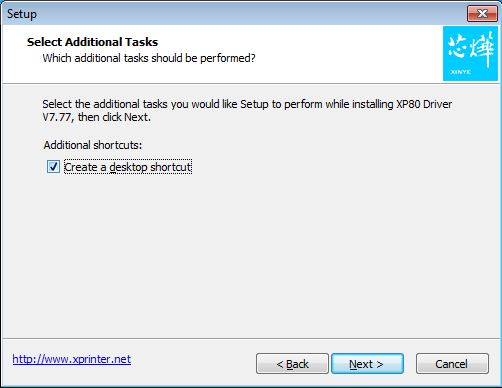 Setup
Select Additional Tasks
Which additional tasks should be performed?
芯烨
XINYE
Select the additional tasks you would like Setup to perform while installing XP80 Driver
V7.77, then click Next.
Additional shortcuts:
Create a desktop shortcut
http://www.xprinter.net
< Back
Next >
Cancel